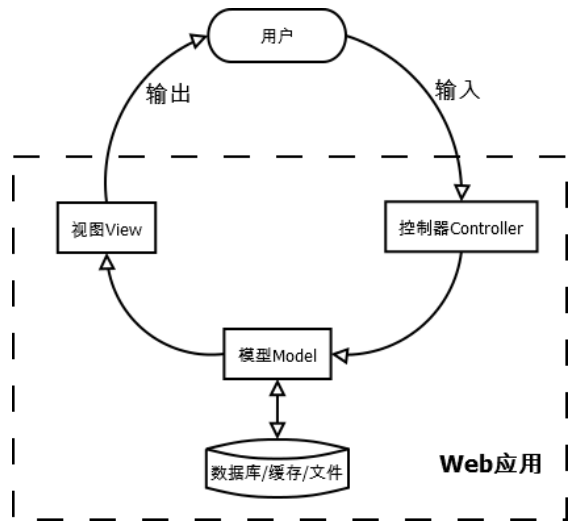 用户
输出
输入
视图View
控制器Controller
模型Model
数据库/缓存/文件
Web应用